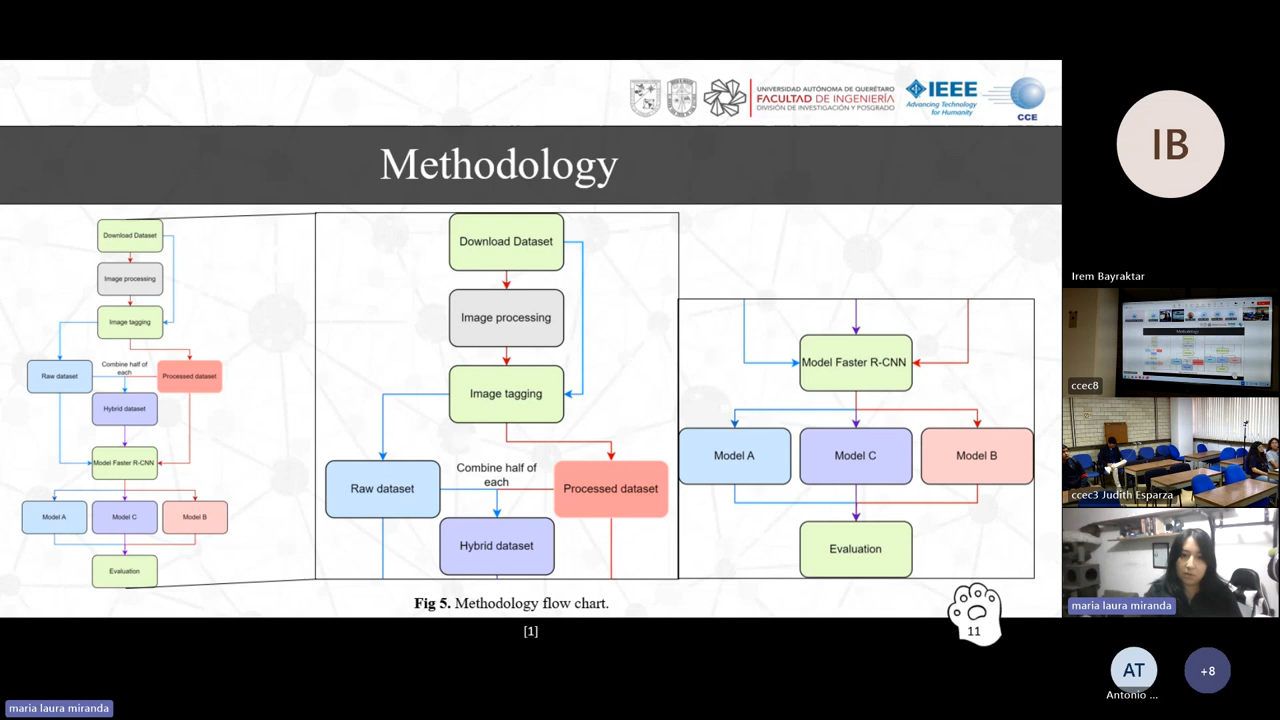 UNIVERSIDAD AUTÓNOMA DE QUERÉTARO
FACULTAD DE INGENIERÍA
DIVISIÓN DE INVESTIGACIÓN Y POSGRADO
IEEE
Advancing Technology
for Humanity
CCE
Methodology
Download Dataset
Image processing
Image tagging
Combine half of
each
Raw dataset
Processed dataset
Hybrid dataset
Model Faster R-CNN
Model A
Model C
Model B
Evaluation
Download Dataset
Image processing
Image tagging
Combine half of
each
Raw dataset
Processed dataset
Hybrid dataset
Model Faster R-CNN
Model A
Model C
Model B
Evaluation
Fig 5. Methodology flow chart.
11
[1]
maria laura miranda
IB
Irem Bayraktar
Methodology
ccec8
ccec3 Judith Esparza
maria laura miranda
AT
+8
Antonio ...